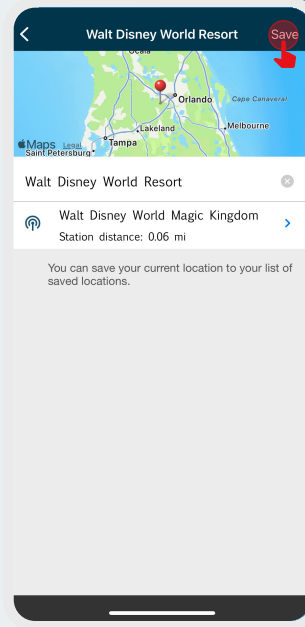 Walt Disney World Resort
Save
Ocala
Orlando
Cape Canaveral
Lakeland
Melbourne
Maps
Legal
Tampa
Saint Petersburg
Walt Disney World Resort
Walt Disney World Magic Kingdom
Station distance: 0.06 mi
You can save your current location to your list of
saved locations.